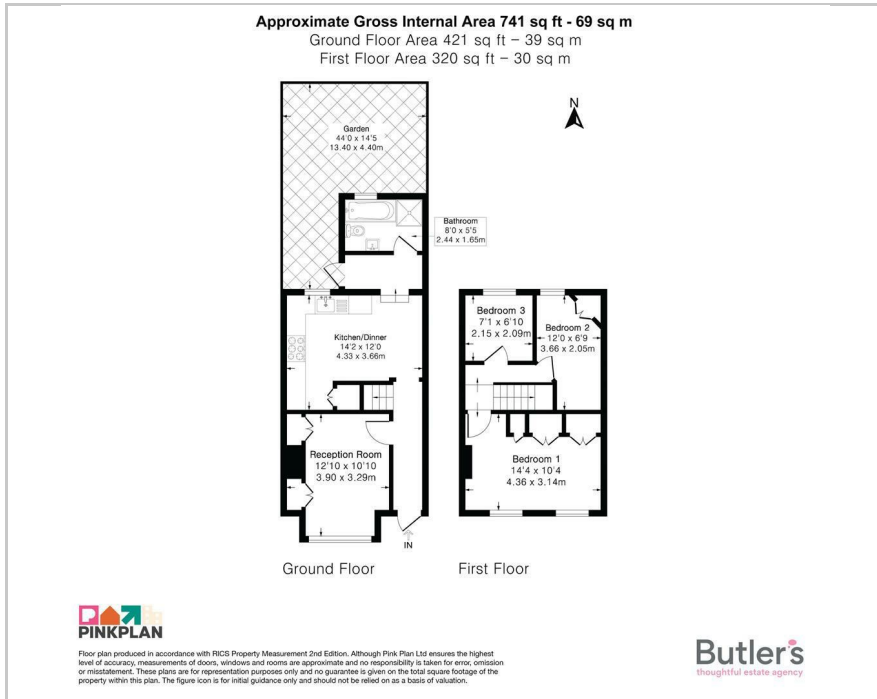 Approximate Gross Internal Area 741 sq ft - 69 sq m
Ground Floor Area 421 sq ft – 39 sq m
First Floor Area 320 sq ft – 30 sq m
N
Garden
44'0 x 14'5
13.40 x 4.40m
Bathroom
8'0 x 5'5
2.44 x 1.65m
Kitchen/Dinner
14'2 x 12'0
4.33 x 3.66m
Reception Room
12'10 x 10'10
3.90 x 3.29m
IN
Ground Floor
Bedroom 3
7'1 x 6'10
2.15 x 2.09m
Bedroom 2
12'0 x 6'9
3.66 x 2.05m
Bedroom 1
14'4 x 10'4
4.36 x 3.14m
First Floor
PINKPLAN
Floor plan produced in accordance with RICS Property Measurement 2nd Edition. Although Pink Plan Ltd ensures the highest
level of accuracy, measurements of doors, windows and rooms are approximate and no responsibility is taken for error, omission
or misstatement. These plans are for representation purposes only and no guarantee is given on the total square footage of the
property within this plan. The figure icon is for initial guidance only and should not be relied on as a basis of valuation.
Butler's
thoughtful estate agency